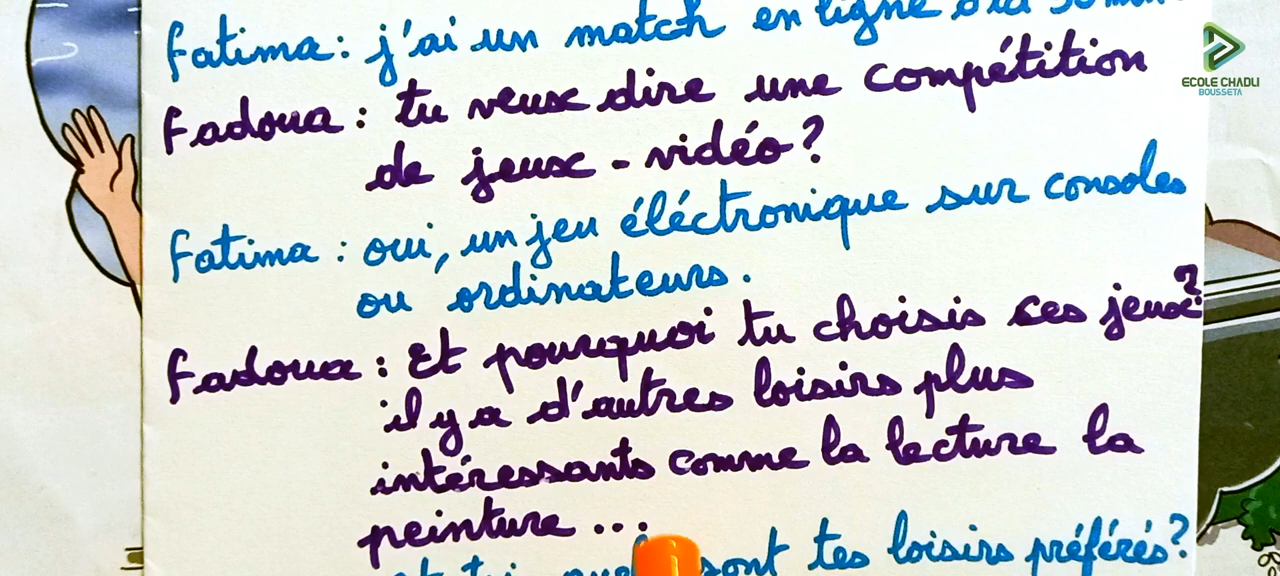 Fatima : j'ai un match en ligne
Fadoua : tu veux dire une compétition
de jeux - vidéo ?
Fatima : oui, un jeu éléctronique sur consoles
ou ordinateurs.
Fadoua : Et pourquoi tu choisis ces jeux ?
il y a d'autres loisirs plus
intéressants comme la lecture la
peinture ...
sont tes loisirs préférés ?
ECOLE CHADLI
BOUSSETA